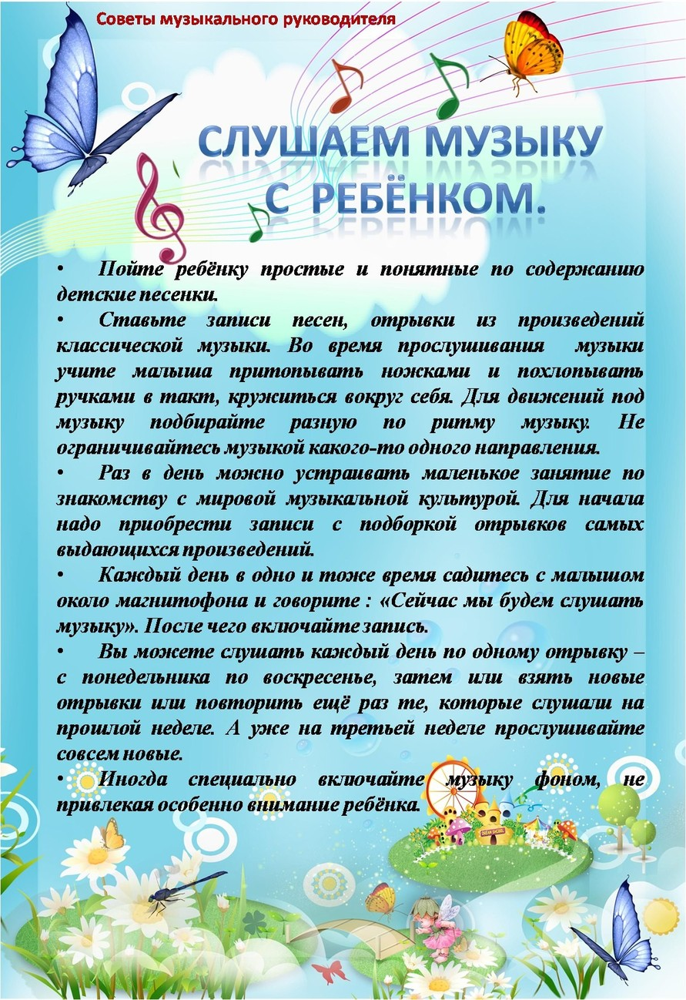 Советы музыкального руководителя
СЛУШАЕМ МУЗЫКУ
С РЕБЁНКОМ.
• Пойте ребёнку простые и понятные по содержанию
детские песенки.
• Ставьте записи песен, отрывки из произведений
классической музыки. Во время прослушивания музыки
учите малыша притопывать ножками и похлопывать
ручками в такт, кружиться вокруг себя. Для движений под
музыку подбирайте разную по ритму музыку. Не
ограничивайтесь музыкой какого-то одного направления.
• Раз в день можно устраивать маленькое занятие по
знакомству с мировой музыкальной культурой. Для начала
надо приобрести записи с подборкой отрывков самых
выдающихся произведений.
• Каждый день в одно и тоже время садитесь с малышом
около магнитофона и говорите : «Сейчас мы будем слушать
музыку». После чего включайте запись.
• Вы можете слушать каждый день по одному отрывку –
с понедельника по воскресенье, затем или взять новые
отрывки или повторить ещё раз те, которые слушали на
прошлой неделе. А уже на третьей неделе прослушивайте
совсем новые.
• Иногда специально включайте музыку фоном, не
привлекая особенно внимание ребёнка.